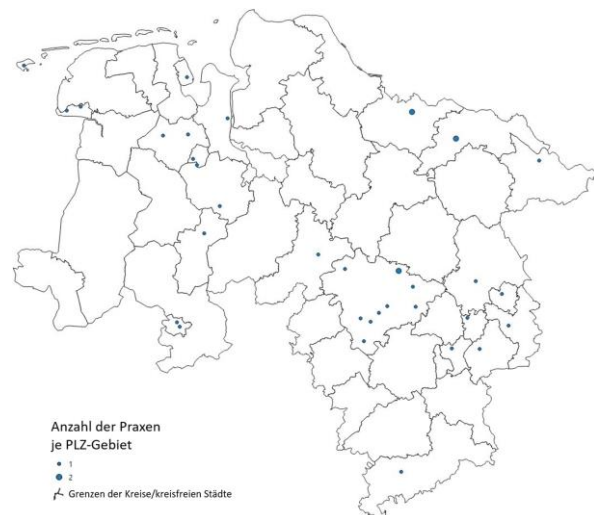 Anzahl der Praxen
je PLZ-Gebiet
1
2
Grenzen der Kreise/kreisfreien Städte